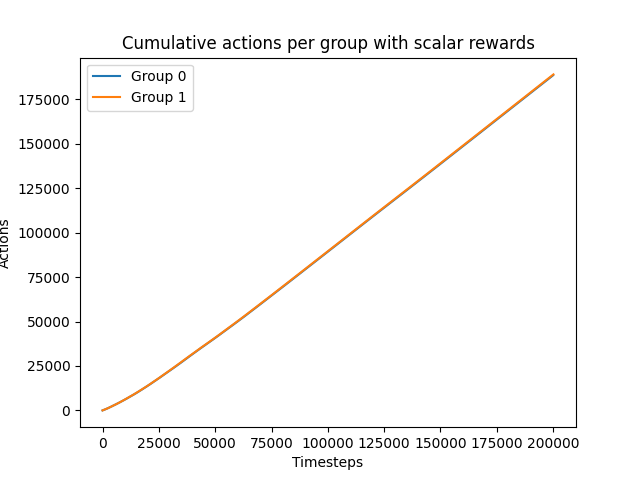 Cumulative actions per group with scalar rewards
Group 0
Group 1
175000
150000
125000
100000
75000
50000
25000
0
Actions
0 25000 50000 75000 100000 125000 150000 175000 200000
Timesteps